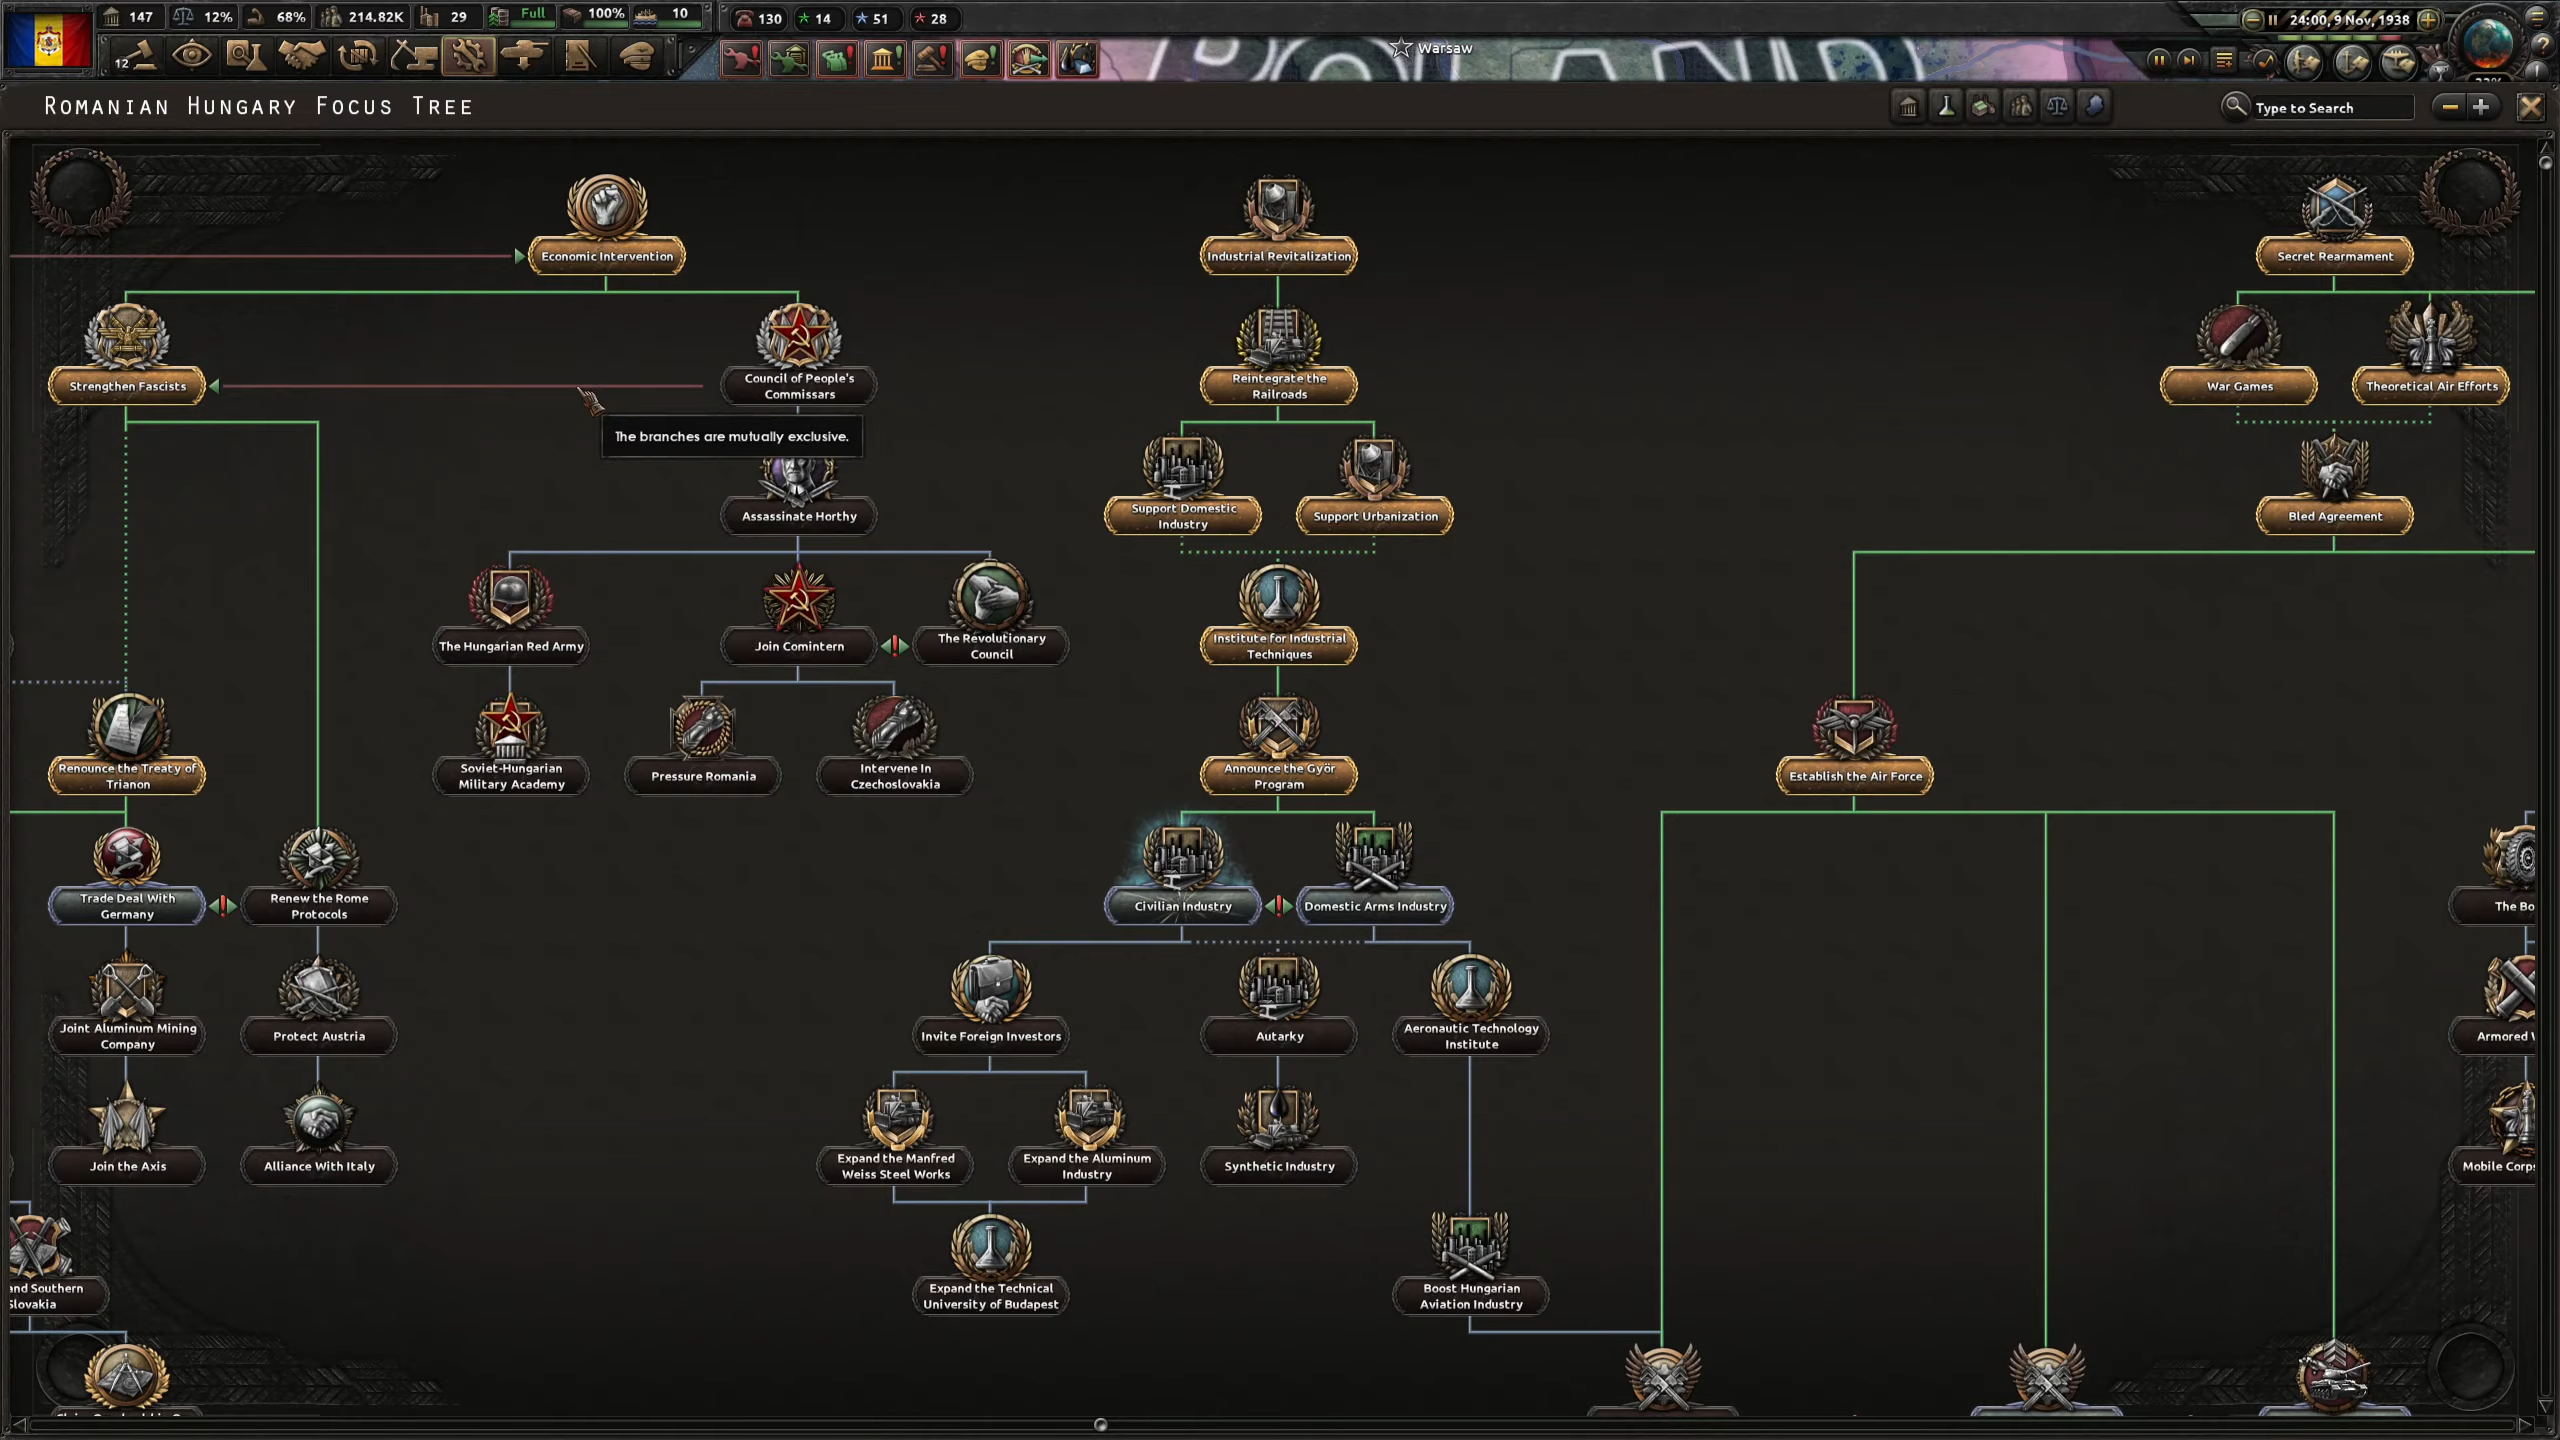 147
12%
68%
214.82K
29
Full
100%
10
130
14
51
28
24:00, 9 Nov, 1938
12
Warsaw
POLAND
Romanian Hungary Focus Tree
Type to Search
Economic Intervention
Industrial Revitalization
Secret Rearmament
Strengthen Fascists
Council of People's
Commissars
Reintegrate the
Railroads
War Games
Theoretical Air Efforts
The branches are mutually exclusive.
Assassinate Horthy
Support Domestic
Industry
Support Urbanization
Bled Agreement
The Hungarian Red Army
Join Comintern
The Revolutionary
Council
Institute for Industrial
Techniques
Renounce the Treaty of
Trianon
Soviet-Hungarian
Military Academy
Pressure Romania
Intervene In
Czechoslovakia
Announce the Győr
Program
Establish the Air Force
Trade Deal With
Germany
Renew the Rome
Protocols
Civilian Industry
Domestic Arms Industry
The Bo
Joint Aluminum Mining
Company
Protect Austria
Invite Foreign Investors
Autarky
Aeronautic Technology
Institute
Armored
Join the Axis
Alliance With Italy
Expand the Manfred
Weiss Steel Works
Expand the Aluminum
Industry
Synthetic Industry
Mobile Corps
and Southern
Slovakia
Expand the Technical
University of Budapest
Boost Hungarian
Aviation Industry